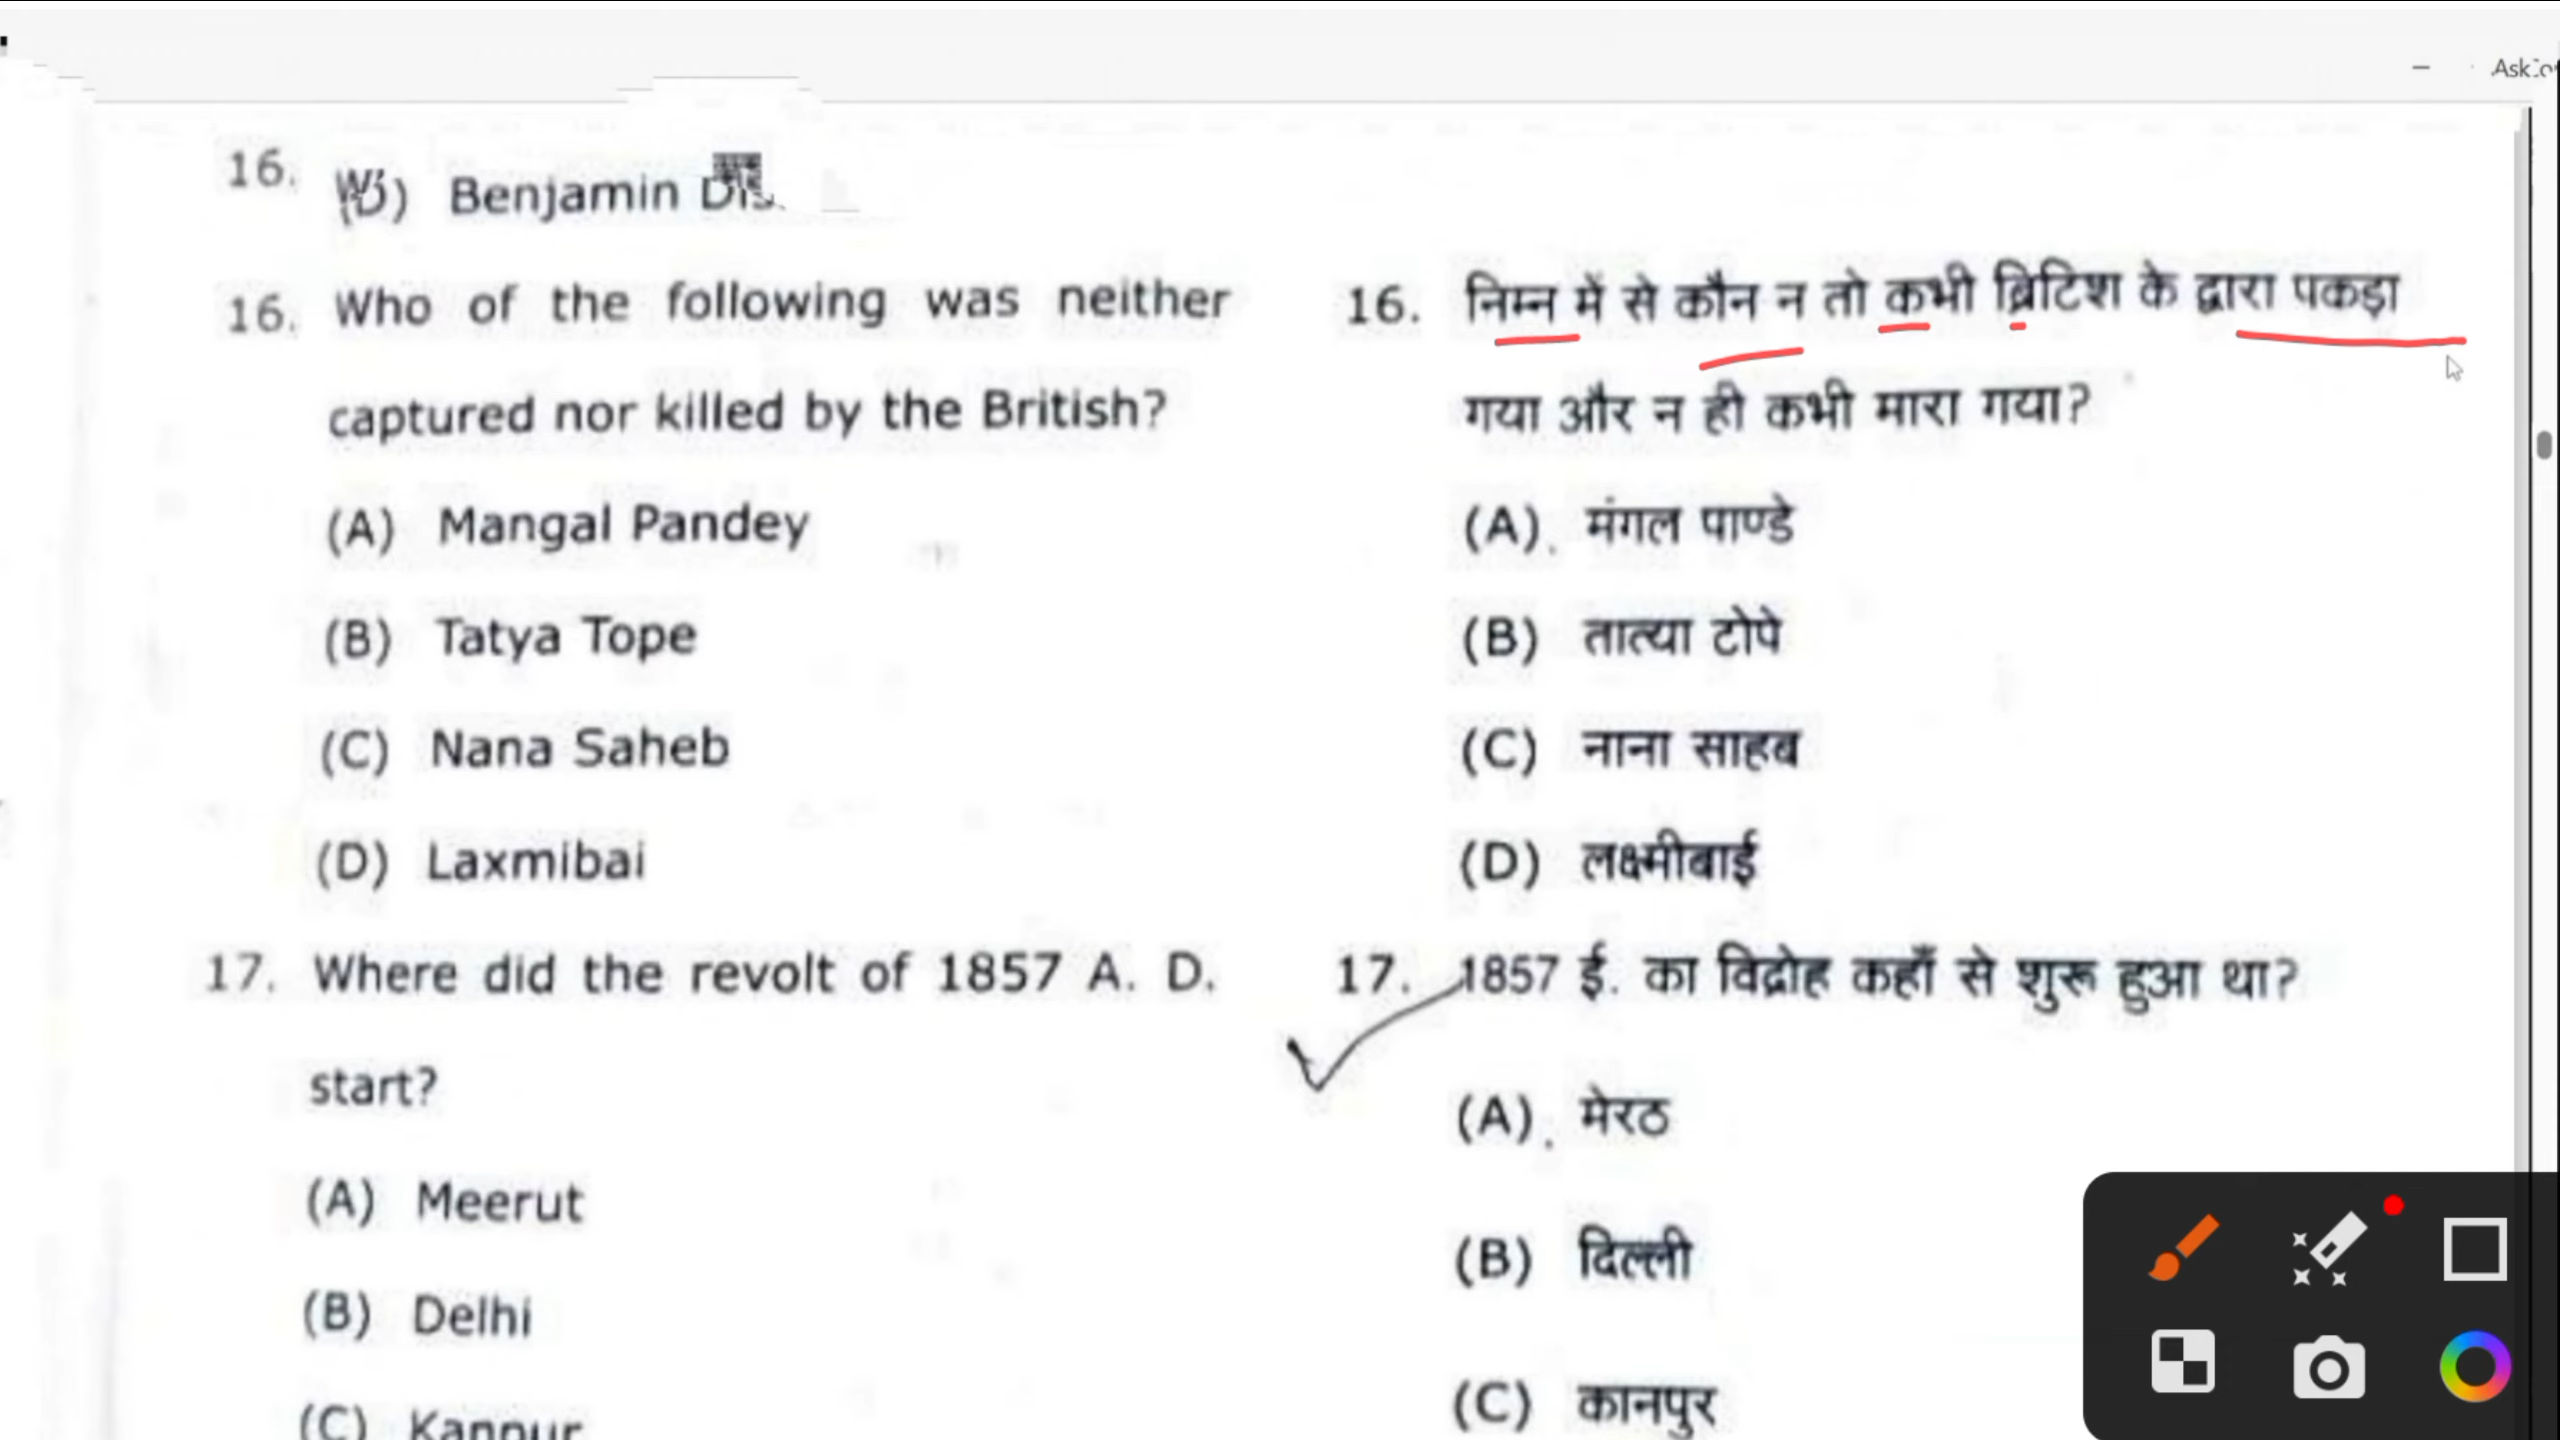 16.
Benjamin
16. Who of the following was neither
captured nor killed by the British?
(A) Mangal Pandey
(B) Tatya Tope
(C) Nana Saheb
(D) Laxmibai
17. Where did the revolt of 1857 A. D.
start?
(A) Meerut
(B) Delhi
(C) Kanpur
16. निम्न में से कौन न तो कभी ब्रिटिश के द्वारा पकड़ा
गया और न ही कभी मारा गया?
(A) मंगल पाण्डे
(B) तात्या टोपे
(C) नाना साहब
(D) लक्ष्मीबाई
17. 1857 ई. का विद्रोह कहाँ से शुरू हुआ था?
(A) मेरठ
(B) दिल्ली
(C) कानपुर